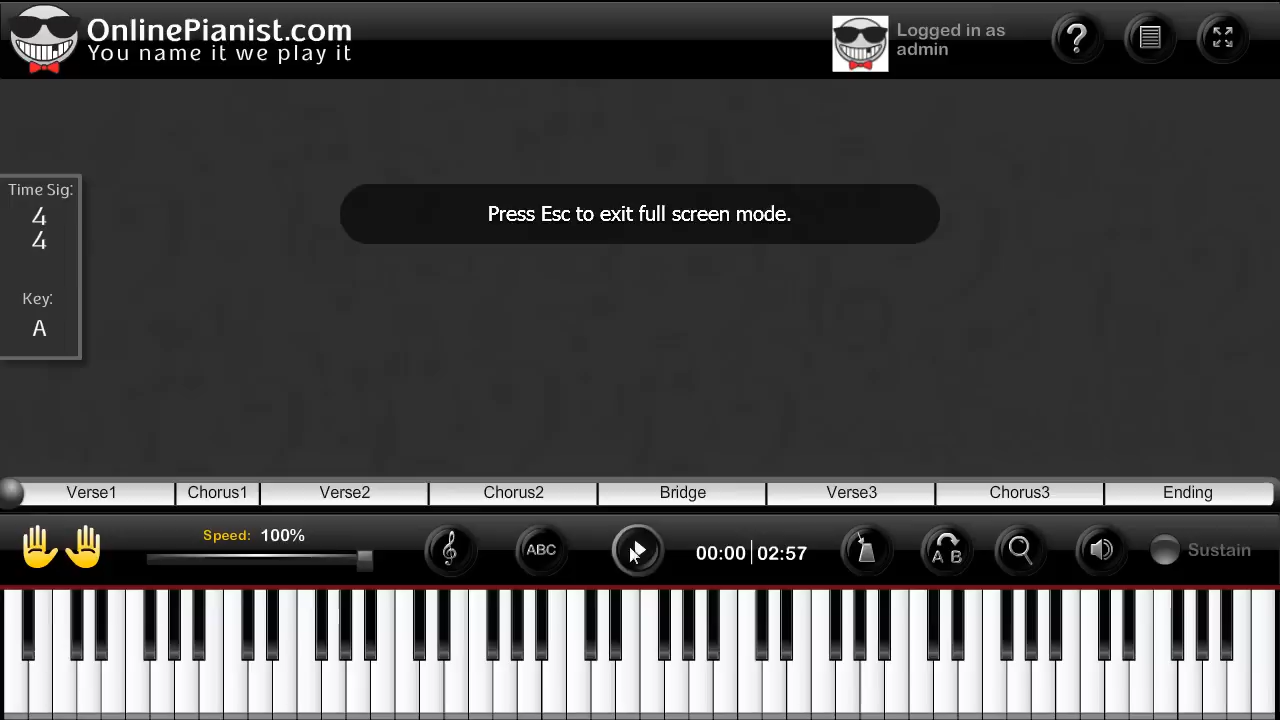 OnlinePianist.com
You name it we play it
Logged in as
admin
?
Time Sig:
4
4
Key:
A
Press Esc to exit full screen mode.
Verse1 Chorus1 Verse2 Chorus2 Bridge Verse3 Chorus3 Ending
Speed: 100%
ABC
00:00 | 02:57
A B
Sustain